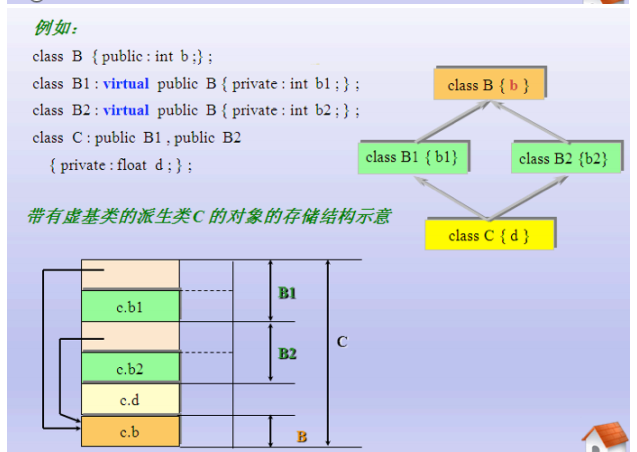 例如：
class B { public : int b ;} ;
class B1 : virtual public B { private : int b1 ; } ;
class B2 : virtual public B { private : int b2 ; } ;
class C : public B1 , public B2
{ private : float d ; } ;
class B { b }
class B1 { b1}
class B2 {b2}
class C { d }
带有虚基类的派生类C 的对象的存储结构示意
c.b1
c.b2
c.d
c.b
B1
B2
C
B